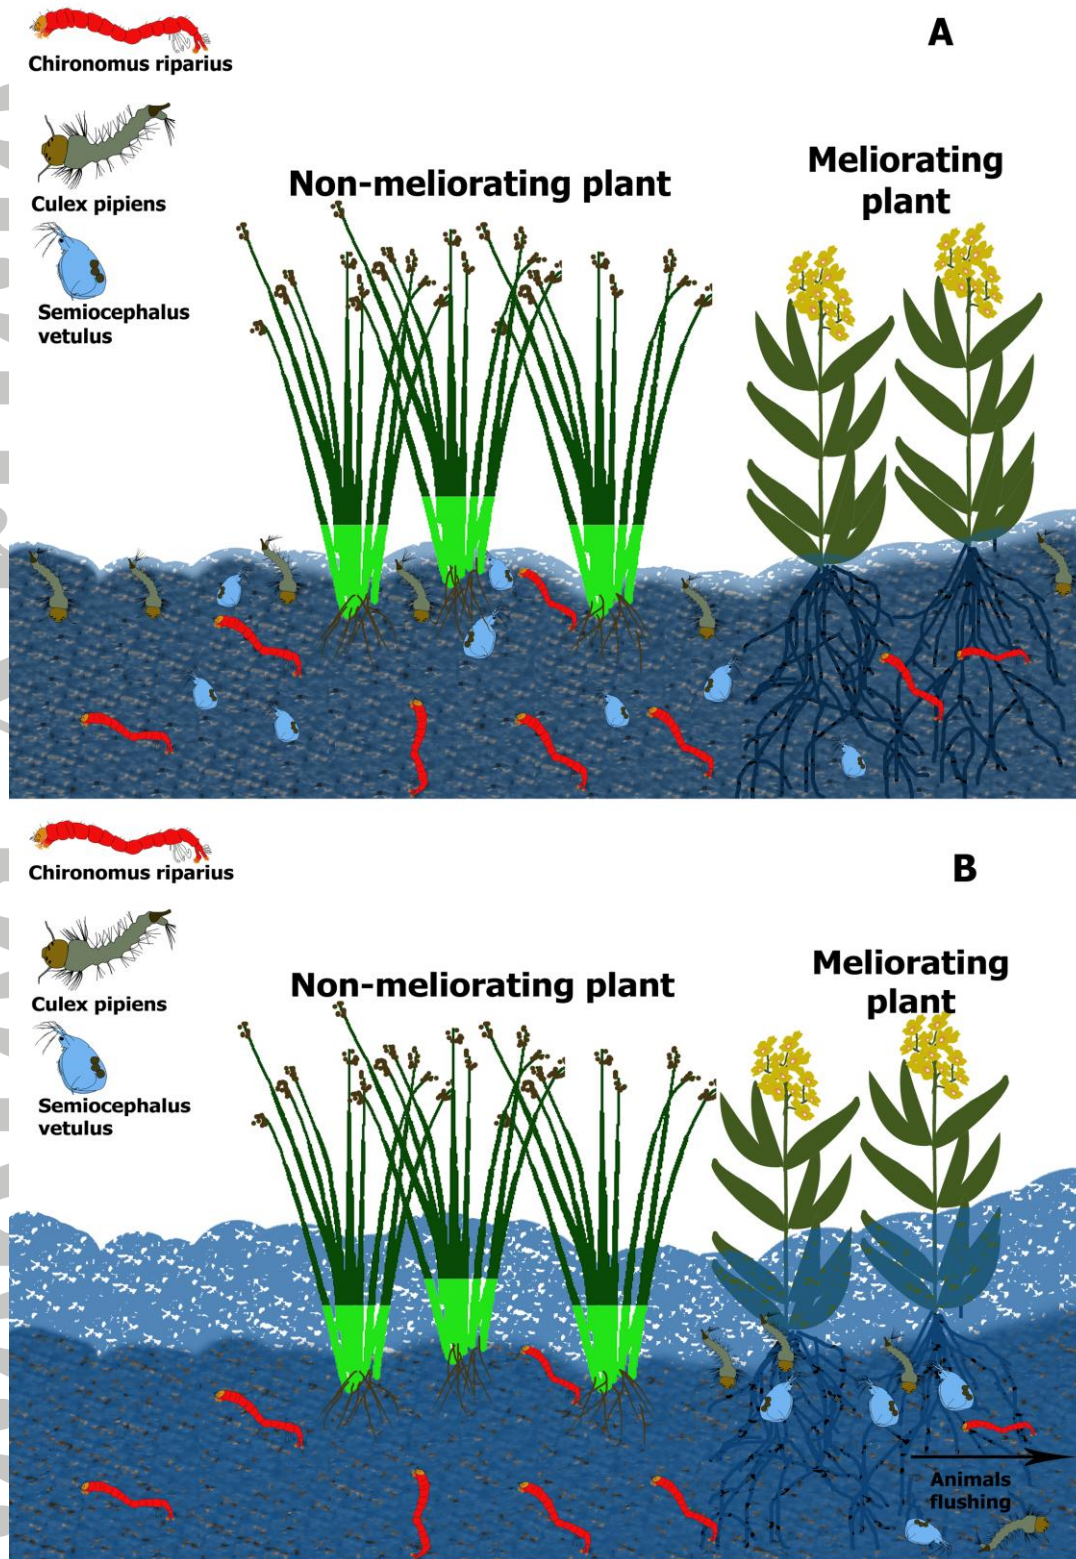 A
Chironomus riparius
Culex pipiens
Semiocephalus
vetulus
Non-meliorating plant
Meliorating
plant
B
Chironomus riparius
Culex pipiens
Semiocephalus
vetulus
Non-meliorating plant
Meliorating
plant
Animals
flushing